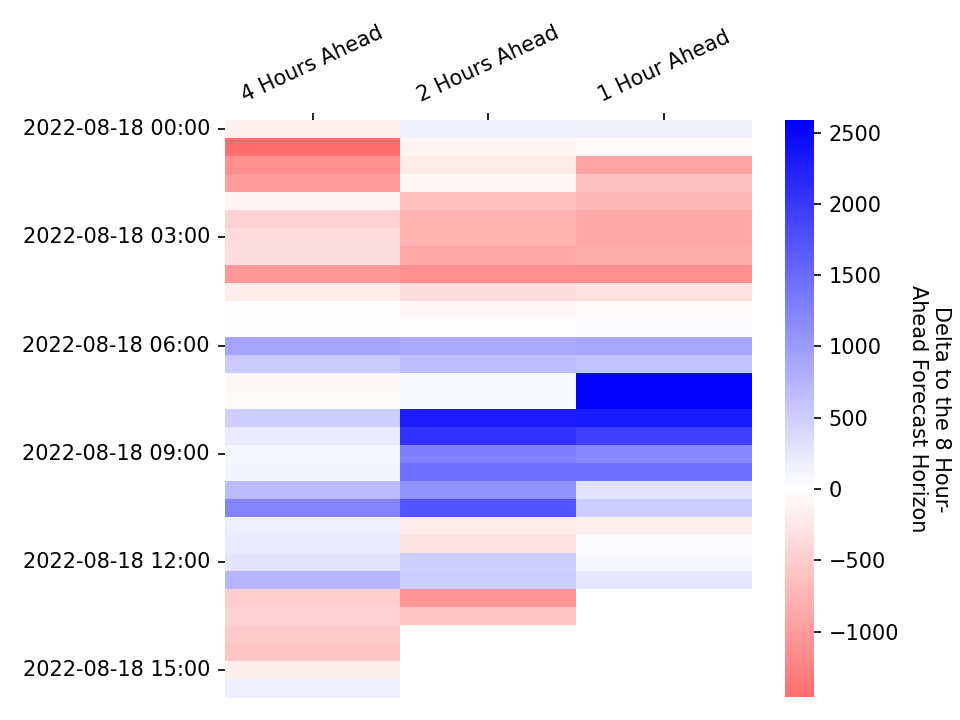 4 Hours Ahead
2 Hours Ahead
1 Hour Ahead
2022-08-18 00:00
2022-08-18 03:00
2022-08-18 06:00
2022-08-18 09:00
2022-08-18 12:00
2022-08-18 15:00
2500
2000
1500
1000
500
0
−500
−1000
Delta to the 8 Hour-
Ahead Forecast Horizon